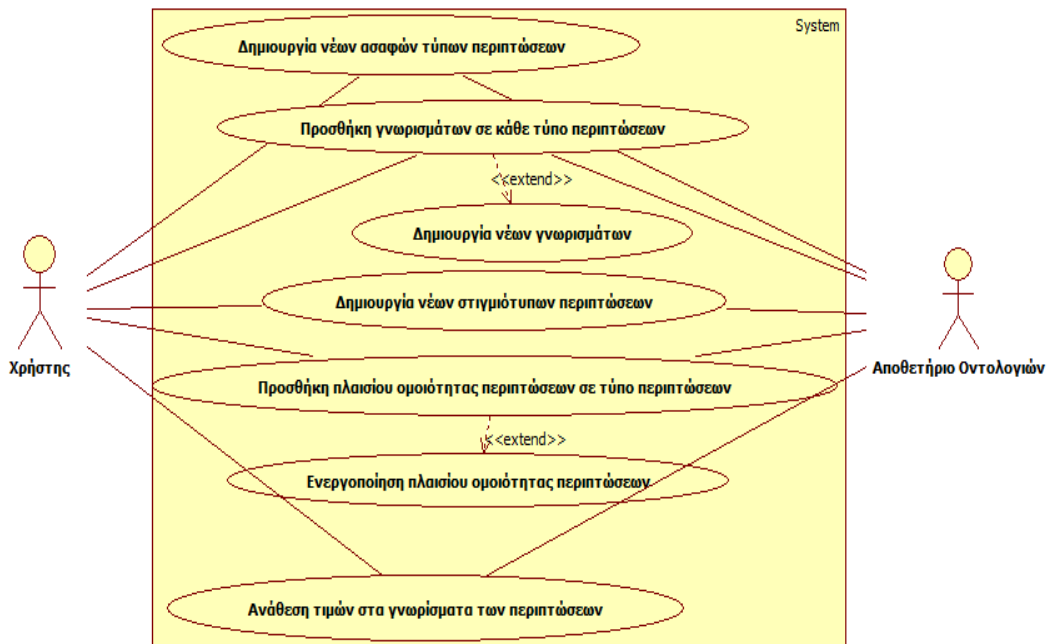 System
Δημιουργία νέων ασαφών τύπων περιπτώσεων
Προσθήκη γνωρισμάτων σε κάθε τύπο περιπτώσεων
<<extend>>
Δημιουργία νέων γνωρισμάτων
Δημιουργία νέων στιγμιότυπων περιπτώσεων
Χρήστης
Αποθετήριο Οντολογιών
Προσθήκη πλαισίου ομοιότητας περιπτώσεων σε τύπο περιπτώσεων
<<extend>>
Ενεργοποίηση πλαισίου ομοιότητας περιπτώσεων
Ανάθεση τιμών στα γνωρίσματα των περιπτώσεων